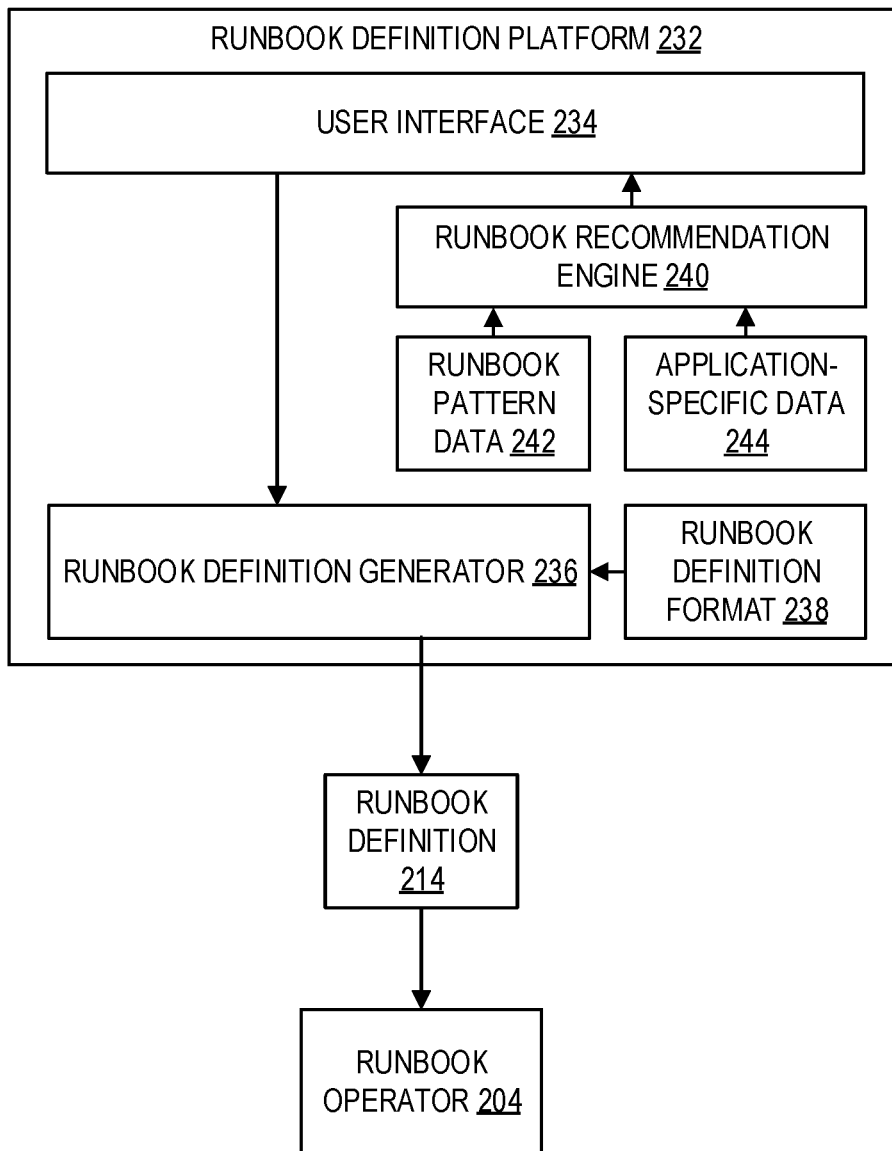 RUNBOOK DEFINITION PLATFORM 232
USER INTERFACE 234
RUNBOOK RECOMMENDATION
ENGINE 240
RUNBOOK
PATTERN
DATA 242
APPLICATION-
SPECIFIC DATA
244
RUNBOOK DEFINITION GENERATOR 236
RUNBOOK
DEFINITION
FORMAT 238
RUNBOOK
DEFINITION
214
RUNBOOK
OPERATOR 204